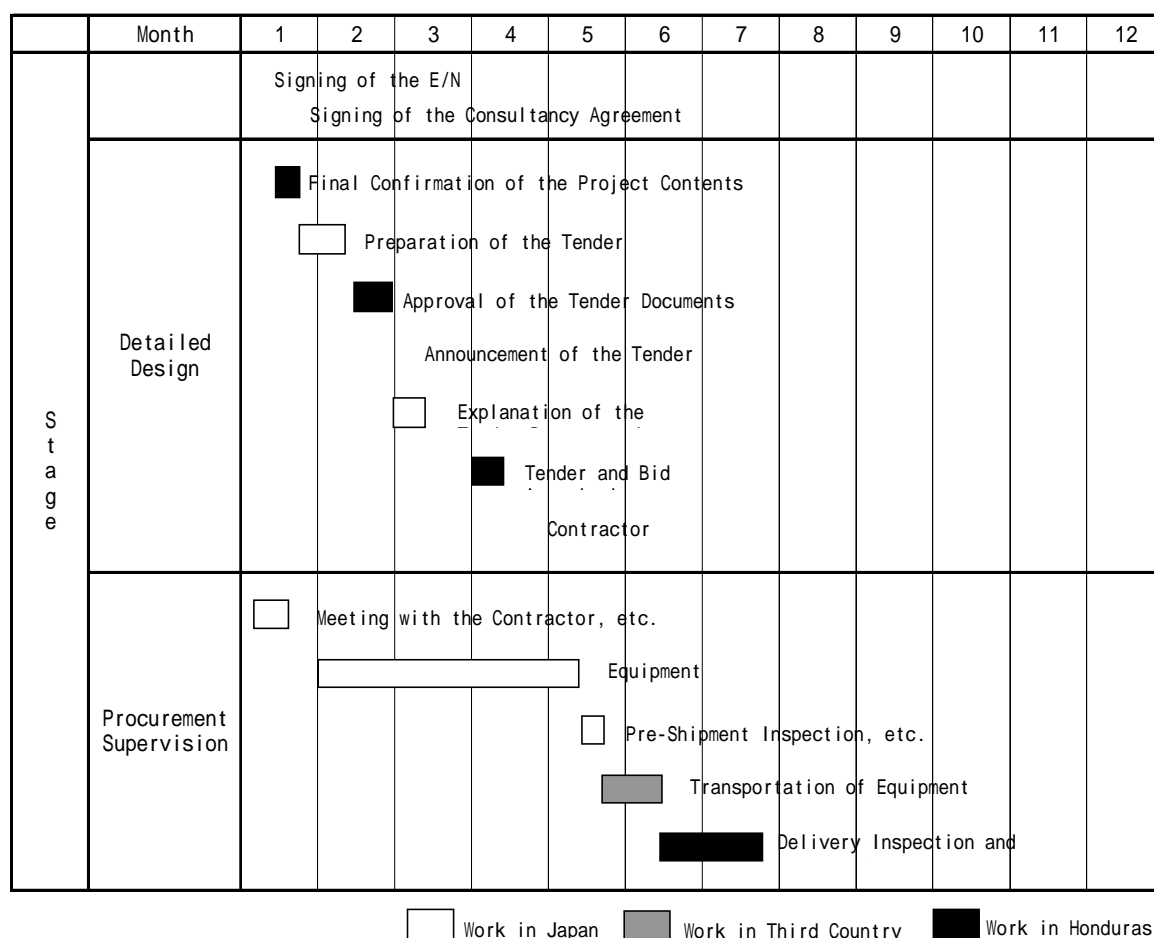 Month 1 2 3 4 5 6 7 8 9 10 11 12
Signing of the E/N
Signing of the Consultancy Agreement
Stage
Detailed
Design
Final Confirmation of the Project Contents
Preparation of the Tender
Approval of the Tender Documents
Announcement of the Tender
Explanation of the
Tender and Bid
Contractor
Procurement
Supervision
Meeting with the Contractor, etc.
Equipment
Pre-Shipment Inspection, etc.
Transportation of Equipment
Delivery Inspection and
Work in Japan
Work in Third Country
Work in Honduras